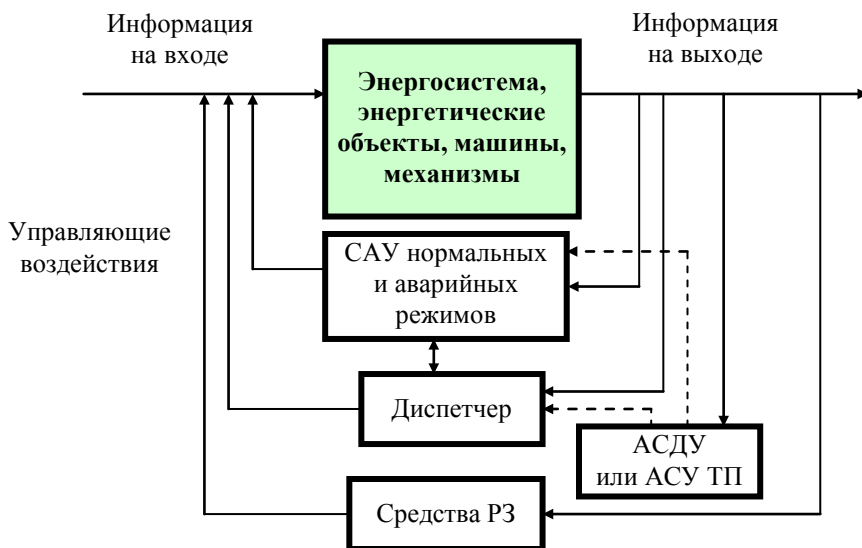 Информация
на входе
Информация
на выходе
Энергосистема,
энергетические
объекты, машины,
механизмы
Управляющие
воздействия
САУ нормальных
и аварийных
режимов
Диспетчер
АСДУ
или АСУ ТП
Средства РЗ